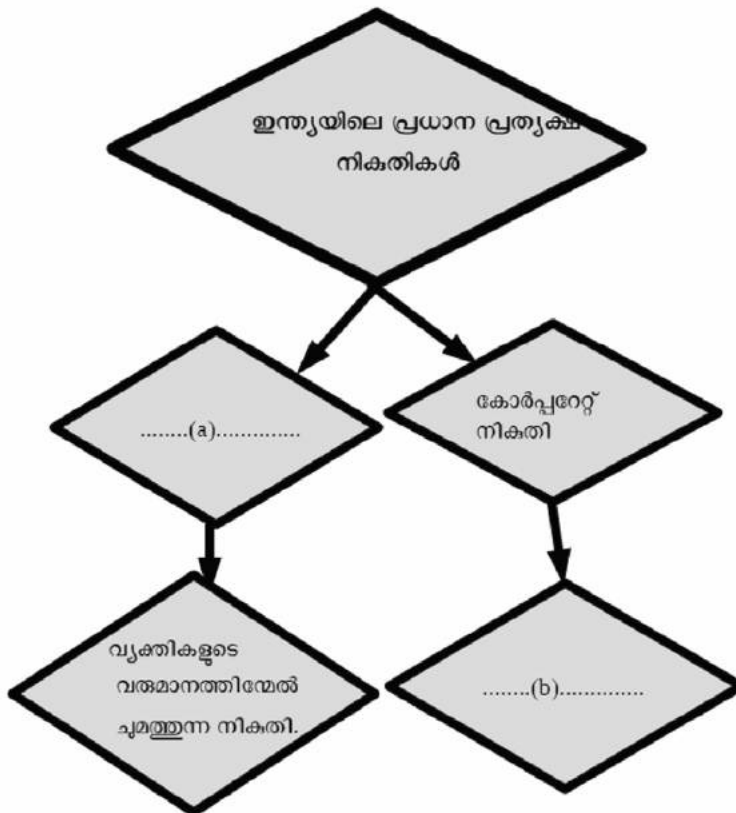 ഇന്ത്യയിലെ പ്രധാന പ്രത്യക്ഷ
നികുതികൾ
........(a)..............
കോർപ്പറേറ്റ്
നികുതി
വ്യക്തികളുടെ
വരുമാനത്തിന്മേൽ
ചുമത്തുന്ന നികുതി.
........(b)..............